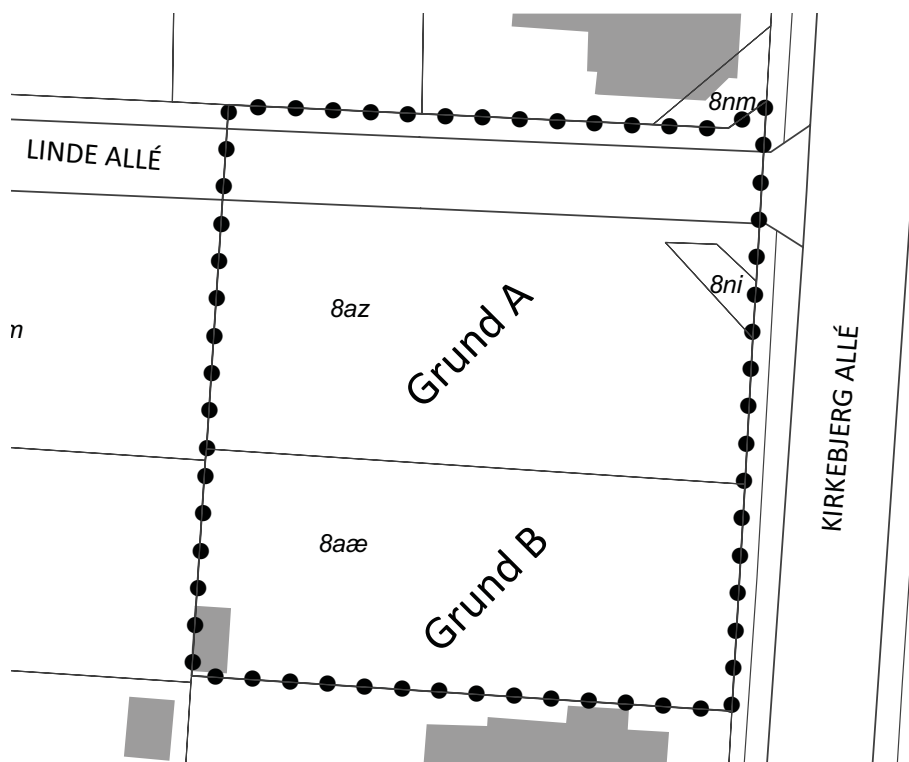 8nm
LINDE ALLÉ
8ni
8az
Grund A
m
KIRKEBJERG ALLÉ
8aæ
Grund B